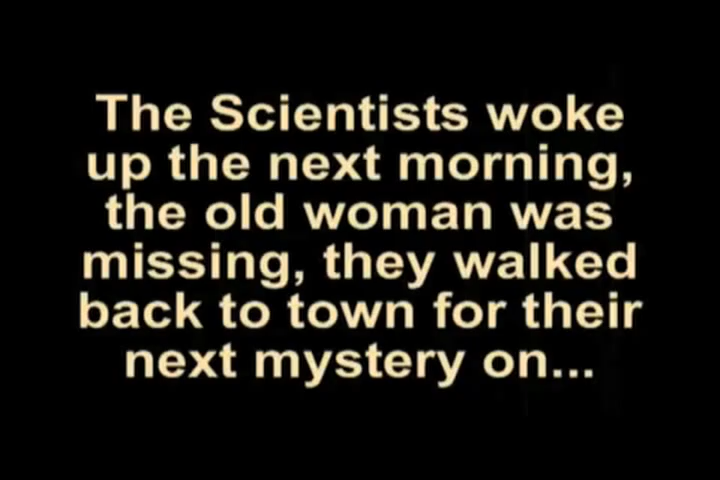 The Scientists woke
up the next morning,
the old woman was
missing, they walked
back to town for their
next mystery on...